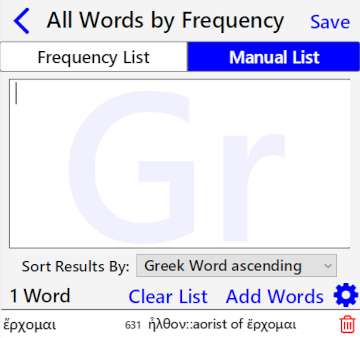 All Words by Frequency Save
Frequency List Manual List
Gr
Sort Results By: Greek Word ascending
1 Word Clear List Add Words
ἔρχομαι 631 ἦλθον::aorist of ἔρχομαι